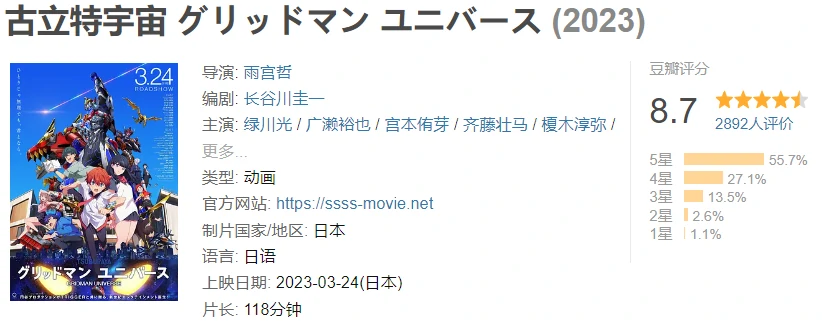 古立特宇宙 グリッドマン ユニバース (2023)
3.24
ROADSHOW
グリッドマン ユニバース
GRIDMAN UNIVERSE
导演: 雨宫哲
编剧: 长谷川圭一
主演: 绿川光 / 广濑裕也 / 宫本侑芽 / 齐藤壮马 / 榎木淳弥 /
更多...
类型: 动画
官方网站: https://ssss-movie.net
制片国家/地区: 日本
语言: 日语
上映日期: 2023-03-24(日本)
片长: 118分钟
豆瓣评分
8.7
2892人评价
5星 55.7%
4星 27.1%
3星 13.5%
2星 2.6%
1星 1.1%